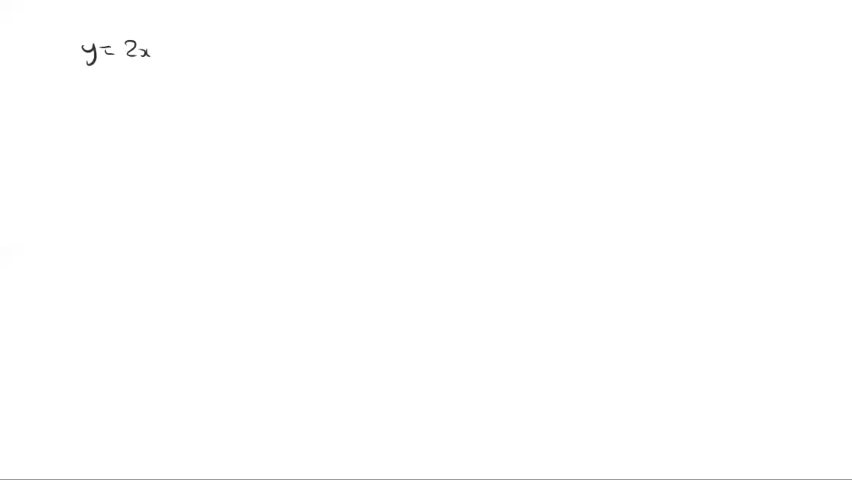 y = 2x